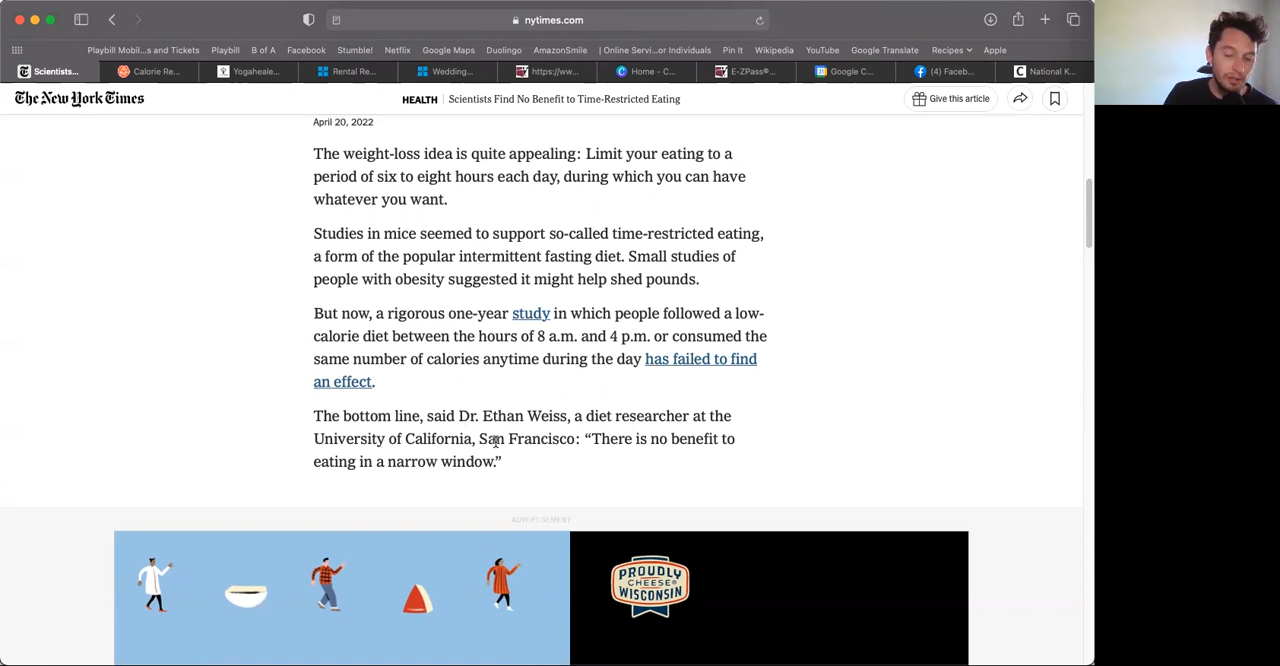 nytimes.com
Playbill Mobil...s and Tickets Playbill B of A Facebook Stumble! Netflix Google Maps Duolingo AmazonSmile | Online Servi...or Individuals Pin It Wikipedia YouTube Google Translate Recipes Apple
Scientists... Calorie Re... Yogaheale... Rental Re... Wedding... https://ww... Home - C... E-ZPass®... Google C... (4) Faceb... National K...
The New York Times HEALTH Scientists Find No Benefit to Time-Restricted Eating Give this article
April 20, 2022
The weight-loss idea is quite appealing: Limit your eating to a
period of six to eight hours each day, during which you can have
whatever you want.
Studies in mice seemed to support so-called time-restricted eating,
a form of the popular intermittent fasting diet. Small studies of
people with obesity suggested it might help shed pounds.
But now, a rigorous one-year study in which people followed a low-
calorie diet between the hours of 8 a.m. and 4 p.m. or consumed the
same number of calories anytime during the day has failed to find
an effect.
The bottom line, said Dr. Ethan Weiss, a diet researcher at the
University of California, San Francisco: “There is no benefit to
eating in a narrow window.”
ADVERTISEMENT
PROUDLY
CHEESE®
WISCONSIN